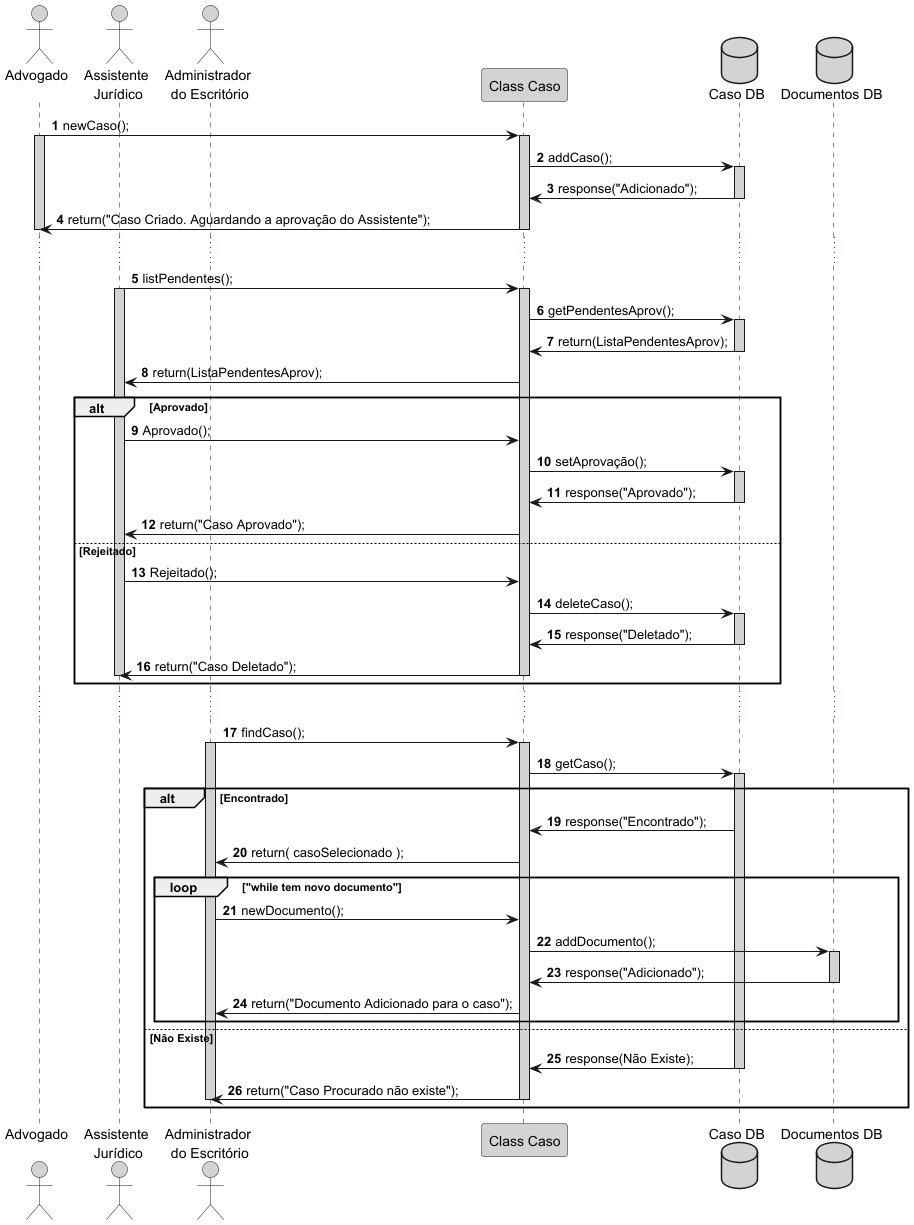 Advogado
Assistente
Jurídico
Administrador
do Escritório
Class Caso
Caso DB
Documentos DB
1 newCaso();
2 addCaso();
3 response("Adicionado");
4 return("Caso Criado. Aguardando a aprovação do Assistente");
5 listPendentes();
6 getPendentesAprov();
7 return(ListaPendentesAprov);
8 return(ListaPendentesAprov);
alt [Aprovado]
9 Aprovado();
10 setAprovação();
11 response("Aprovado");
12 return("Caso Aprovado");
[Rejeitado]
13 Rejeitado();
14 deleteCaso();
15 response("Deletado");
16 return("Caso Deletado");
17 findCaso();
18 getCaso();
alt [Encontrado]
19 response("Encontrado");
20 return( casoSelecionado );
loop ["while tem novo documento"]
21 newDocumento();
22 addDocumento();
23 response("Adicionado");
24 return("Documento Adicionado para o caso");
[Não Existe]
25 response(Não Existe);
26 return("Caso Procurado não existe");
Advogado
Assistente
Jurídico
Administrador
do Escritório
Class Caso
Caso DB
Documentos DB